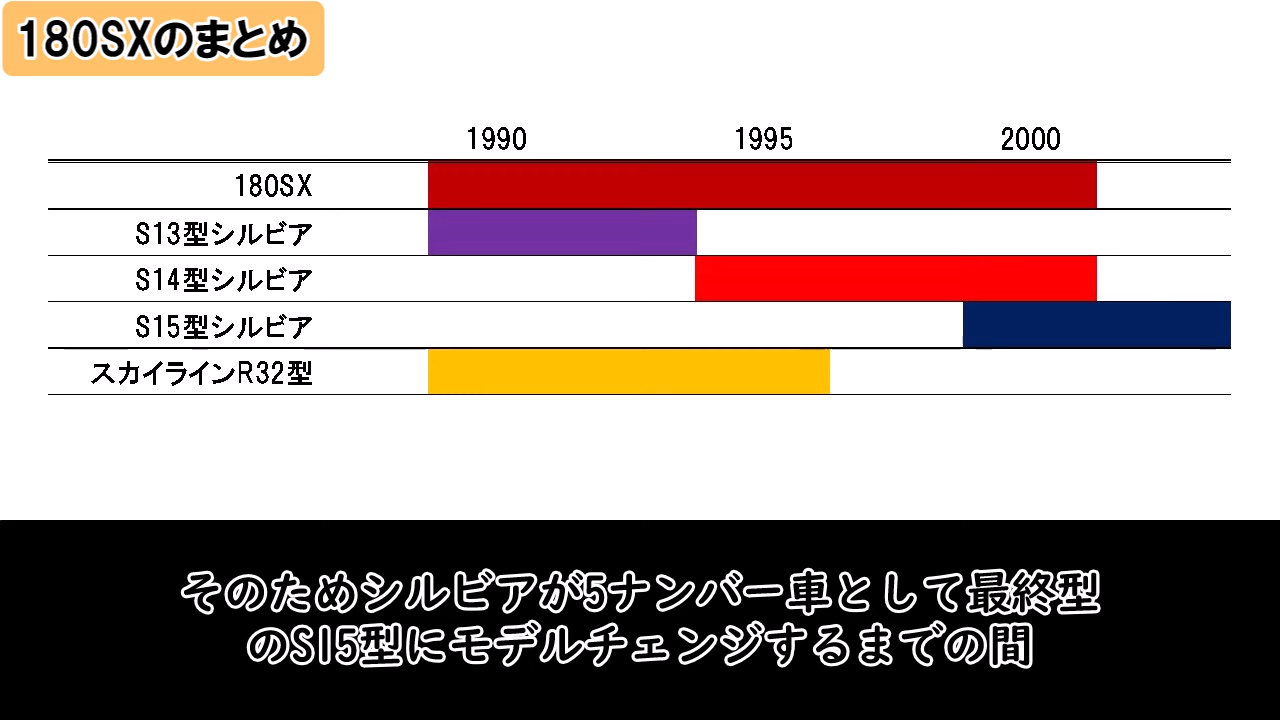 180SXのまとめ
1990 1995 2000
180SX
S13型シルビア
S14型シルビア
S15型シルビア
スカイラインR32型
そのためシルビアが5ナンバー車として最終型
のS15型にモデルチェンジするまでの間